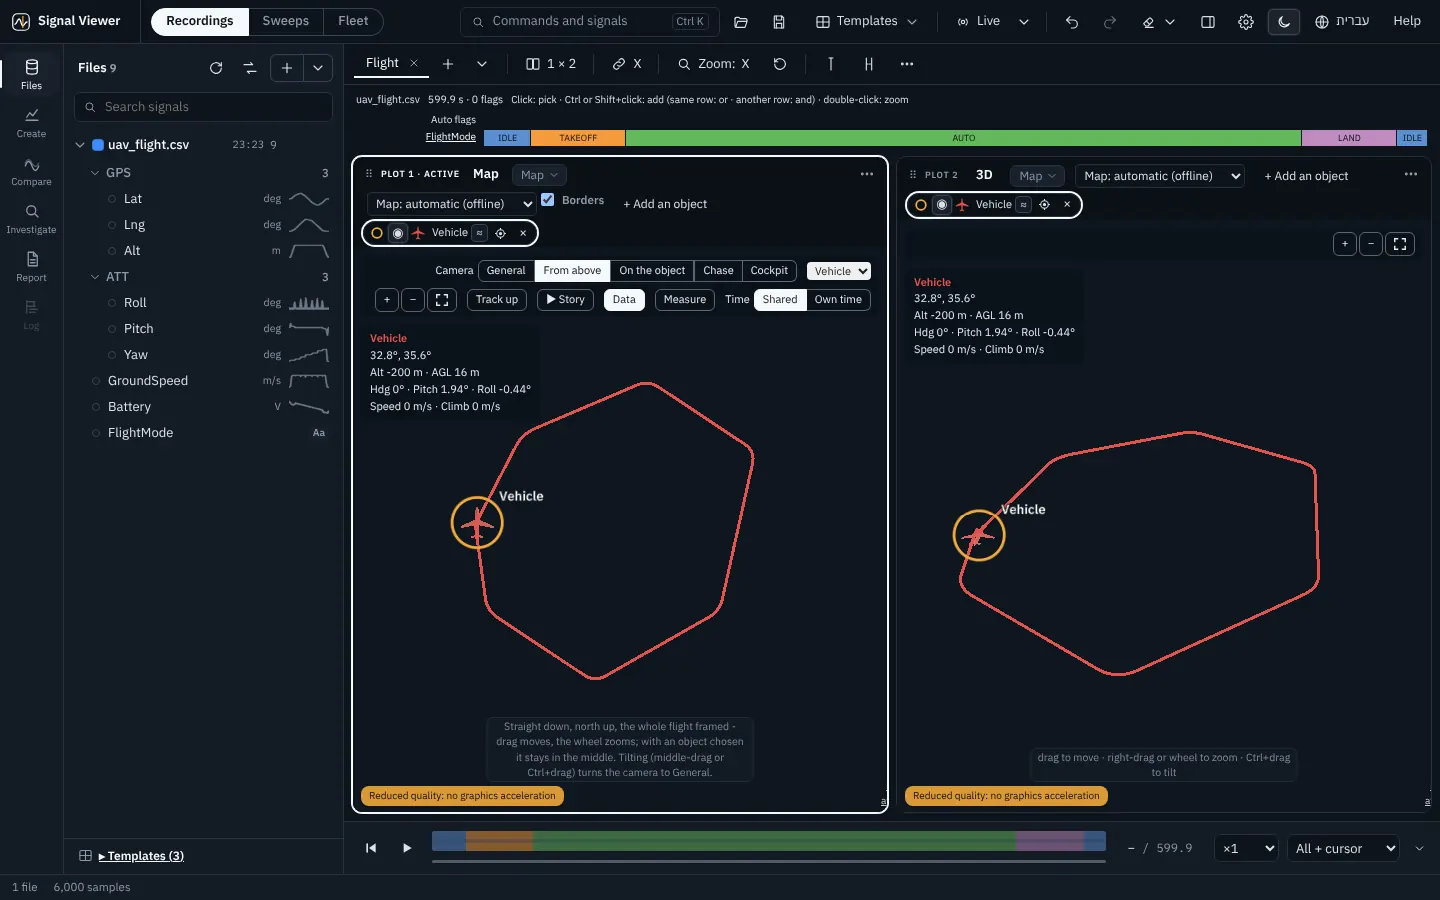 Signal Viewer
Recordings Sweeps Fleet
Commands and signals Ctrl K
Templates Live עברית Help
Files
Create
Compare
Investigate
Report
Log
Files 9
Search signals
uav_flight.csv 23:23 9
GPS 3
Lat deg
Lng deg
Alt m
ATT 3
Roll deg
Pitch deg
Yaw deg
GroundSpeed m/s
Battery V
FlightMode Aa
Templates (3)
1 file 6,000 samples
Flight × 1 × 2 X Zoom: X
uav_flight.csv 599.9 s · 0 flags Click: pick · Ctrl or Shift+click: add (same row: or · another row: and) · double-click: zoom
Auto flags
FlightMode IDLE TAKEOFF AUTO LAND IDLE
PLOT 1 · ACTIVE Map Map
Map: automatic (offline) Borders + Add an object
Vehicle ≈ ×
Camera General From above On the object Chase Cockpit Vehicle
+ − Track up Story Data Measure Time Shared Own time
Vehicle
32.8°, 35.6°
Alt -200 m · AGL 16 m
Hdg 0° · Pitch 1.94° · Roll -0.44°
Speed 0 m/s · Climb 0 m/s
Vehicle
Straight down, north up, the whole flight framed -
drag moves, the wheel zooms; with an object chosen
it stays in the middle. Tilting (middle-drag or
Ctrl+drag) turns the camera to General.
Reduced quality: no graphics acceleration
a
PLOT 2 3D Map Map: automatic (offline) + Add an object
Vehicle ≈ ×
+ −
Vehicle
32.8°, 35.6°
Alt -200 m · AGL 16 m
Hdg 0° · Pitch 1.94° · Roll -0.44°
Speed 0 m/s · Climb 0 m/s
Vehicle
drag to move · right-drag or wheel to zoom · Ctrl+drag
to tilt
Reduced quality: no graphics acceleration
a
– / 599.9 ×1 All + cursor